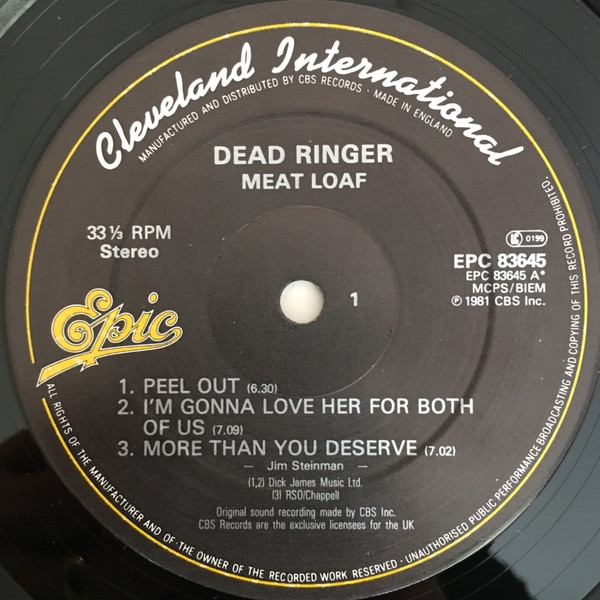 Cleveland International
MANUFACTURED AND DISTRIBUTED BY CBS RECORDS · MADE IN ENGLAND
DEAD RINGER
MEAT LOAF
33 ⅓ RPM
Stereo
K 0199
EPC 83645
EPC 83645 A*
MCPS/BIEM
℗ 1981 CBS Inc.
1
Epic
1. PEEL OUT (6.30)
2. I'M GONNA LOVE HER FOR BOTH
OF US (7.09)
3. MORE THAN YOU DESERVE (7.02)
— Jim Steinman —
(1,2) Dick James Music Ltd.
(3) RSO/Chappell
Original sound recording made by CBS Inc.
CBS Records are the exclusive licensees for the UK
ALL RIGHTS OF THE MANUFACTURER AND OF THE OWNER OF THE RECORDED WORK RESERVED · UNAUTHORISED PUBLIC PERFORMANCE BROADCASTING AND COPYING OF THIS RECORD PROHIBITED.